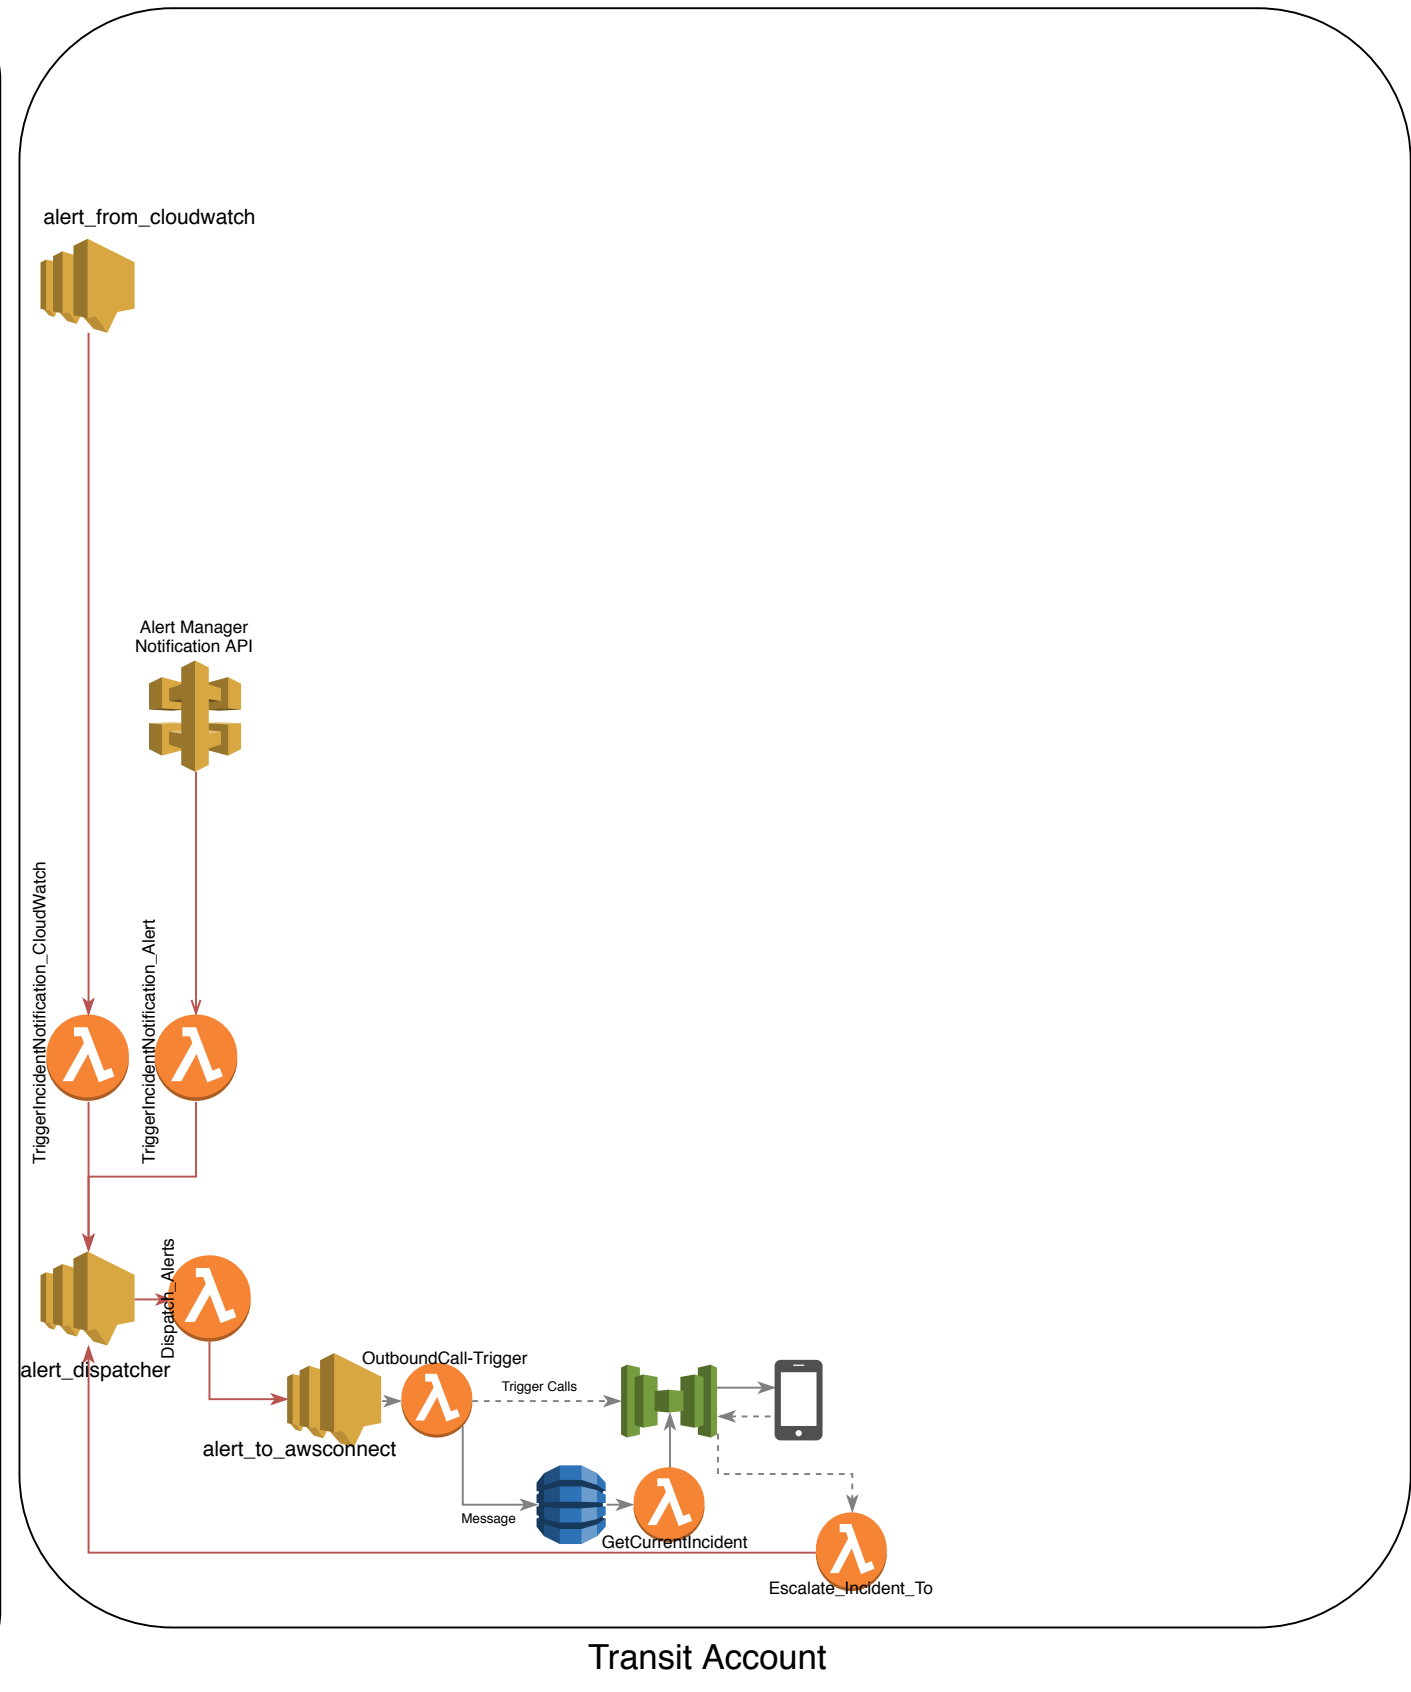 alert_from_cloudwatch
Alert Manager
Notification API
TriggerIncidentNotification_CloudWatch
TriggerIncidentNotification_Alert
Dispatch_Alerts
alert_dispatcher
OutboundCall-Trigger
Trigger Calls
alert_to_awsconnect
Message
GetCurrentIncident
Escalate_Incident_To
Transit Account